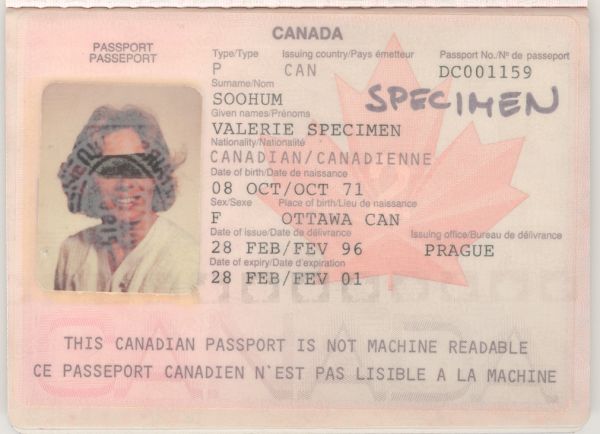 CANADA
PASSPORT
PASSEPORT
Type/Type Issuing country/Pays émetteur Passport No./Nº de passeport
P CAN DC001159
Surname/Nom
SOOHUM
SPECIMEN
Given names/Prénoms
VALERIE SPECIMEN
Nationality/Nationalité
CANADIAN/CANADIENNE
Date of birth/Date de naissance
08 OCT/OCT 71
Sex/Sexe Place of birth/Lieu de naissance
F OTTAWA CAN
Date of issue/Date de délivrance Issuing office/Bureau de délivrance
28 FEB/FEV 96 PRAGUE
Date of expiry/Date d'expiration
28 FEB/FEV 01
CANADA
THIS CANADIAN PASSPORT IS NOT MACHINE READABLE
CE PASSEPORT CANADIEN N'EST PAS LISIBLE A LA MACHINE